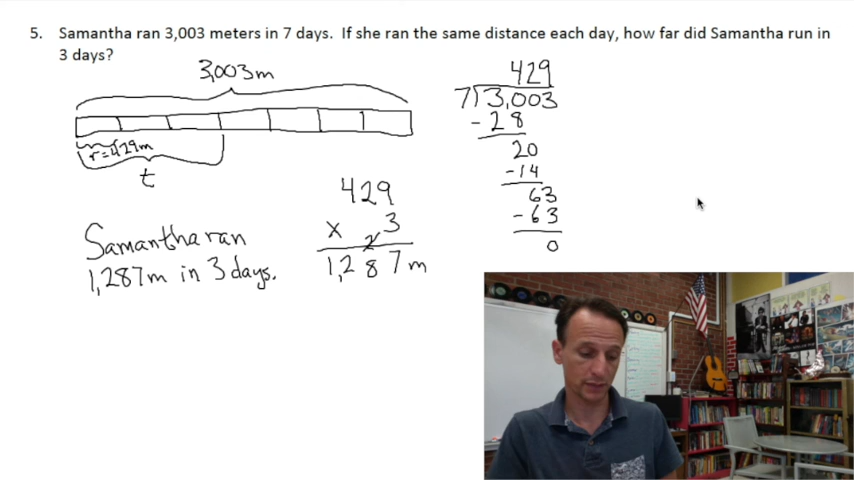 5. Samantha ran 3,003 meters in 7 days. If she ran the same distance each day, how far did Samantha run in
3 days?
3,003m
r=429m
t
Samantha ran
1,287m in 3 days.
429
x 3
2
1,287m
429
7)3,003
-28
20
-14
63
-63
0